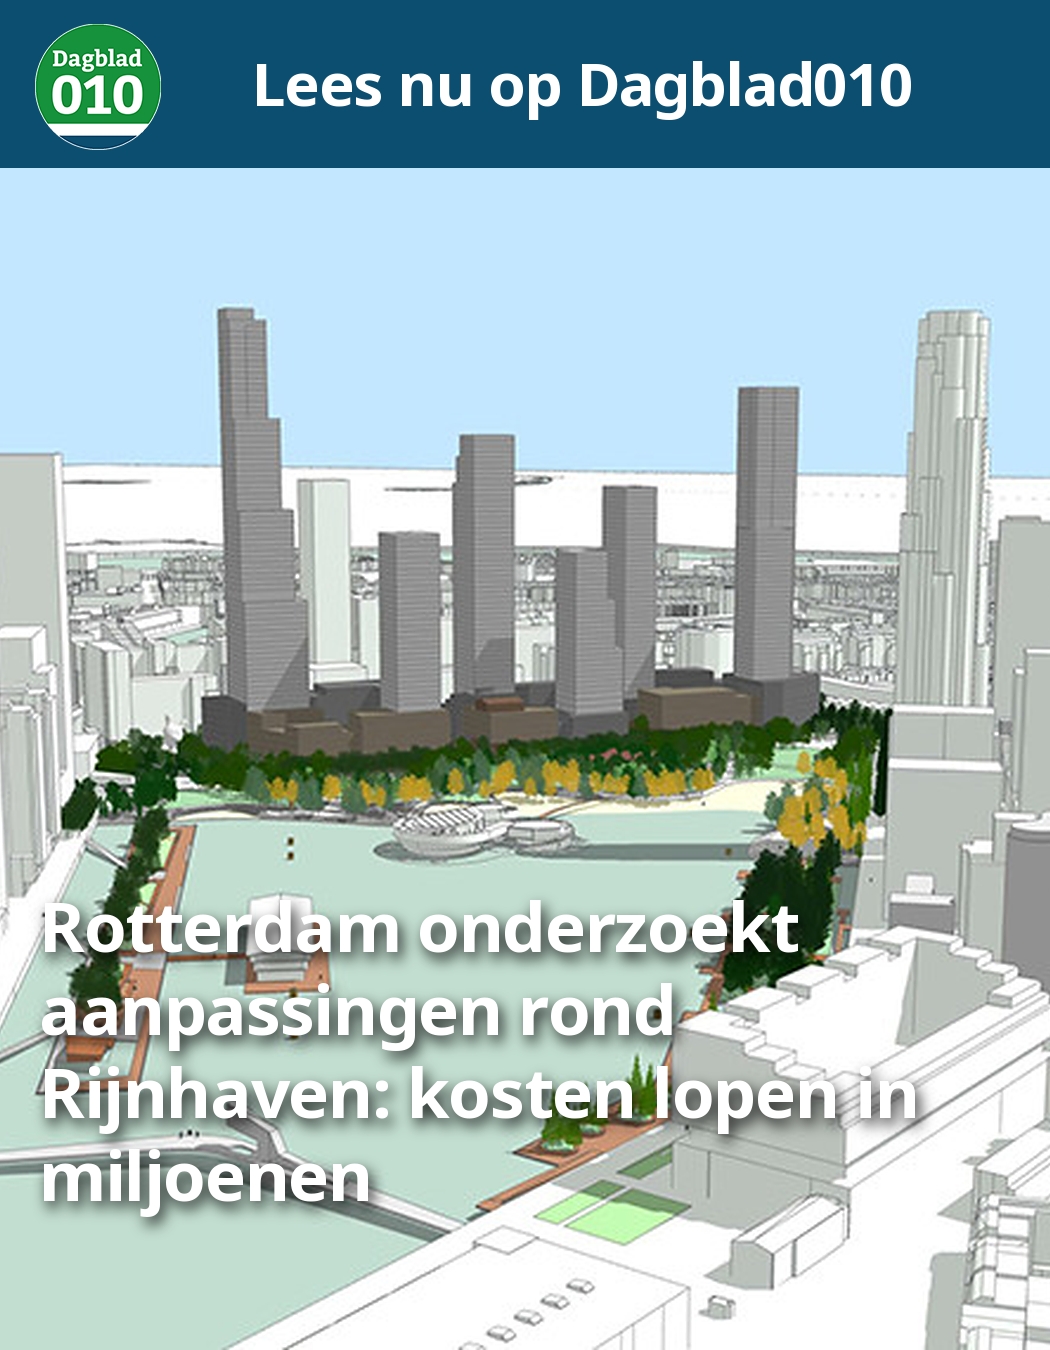 Dagblad
010
Lees nu op Dagblad010
Rotterdam onderzoekt
aanpassingen rond
Rijnhaven: kosten lopen in
miljoenen